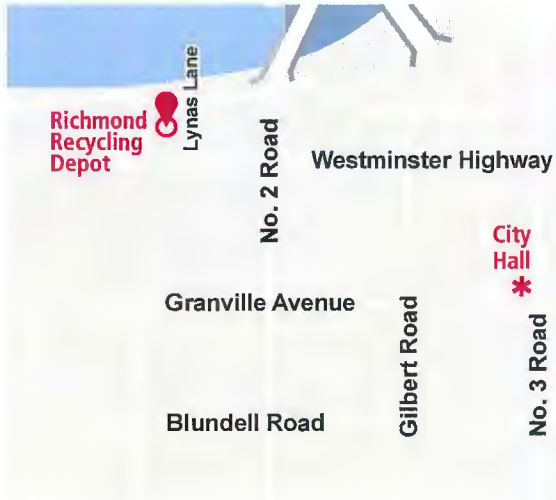 Lynas Lane
Richmond
Recycling
Depot
No. 2 Road
Westminster Highway
City
Hall
Granville Avenue
Gilbert Road
No. 3 Road
Blundell Road